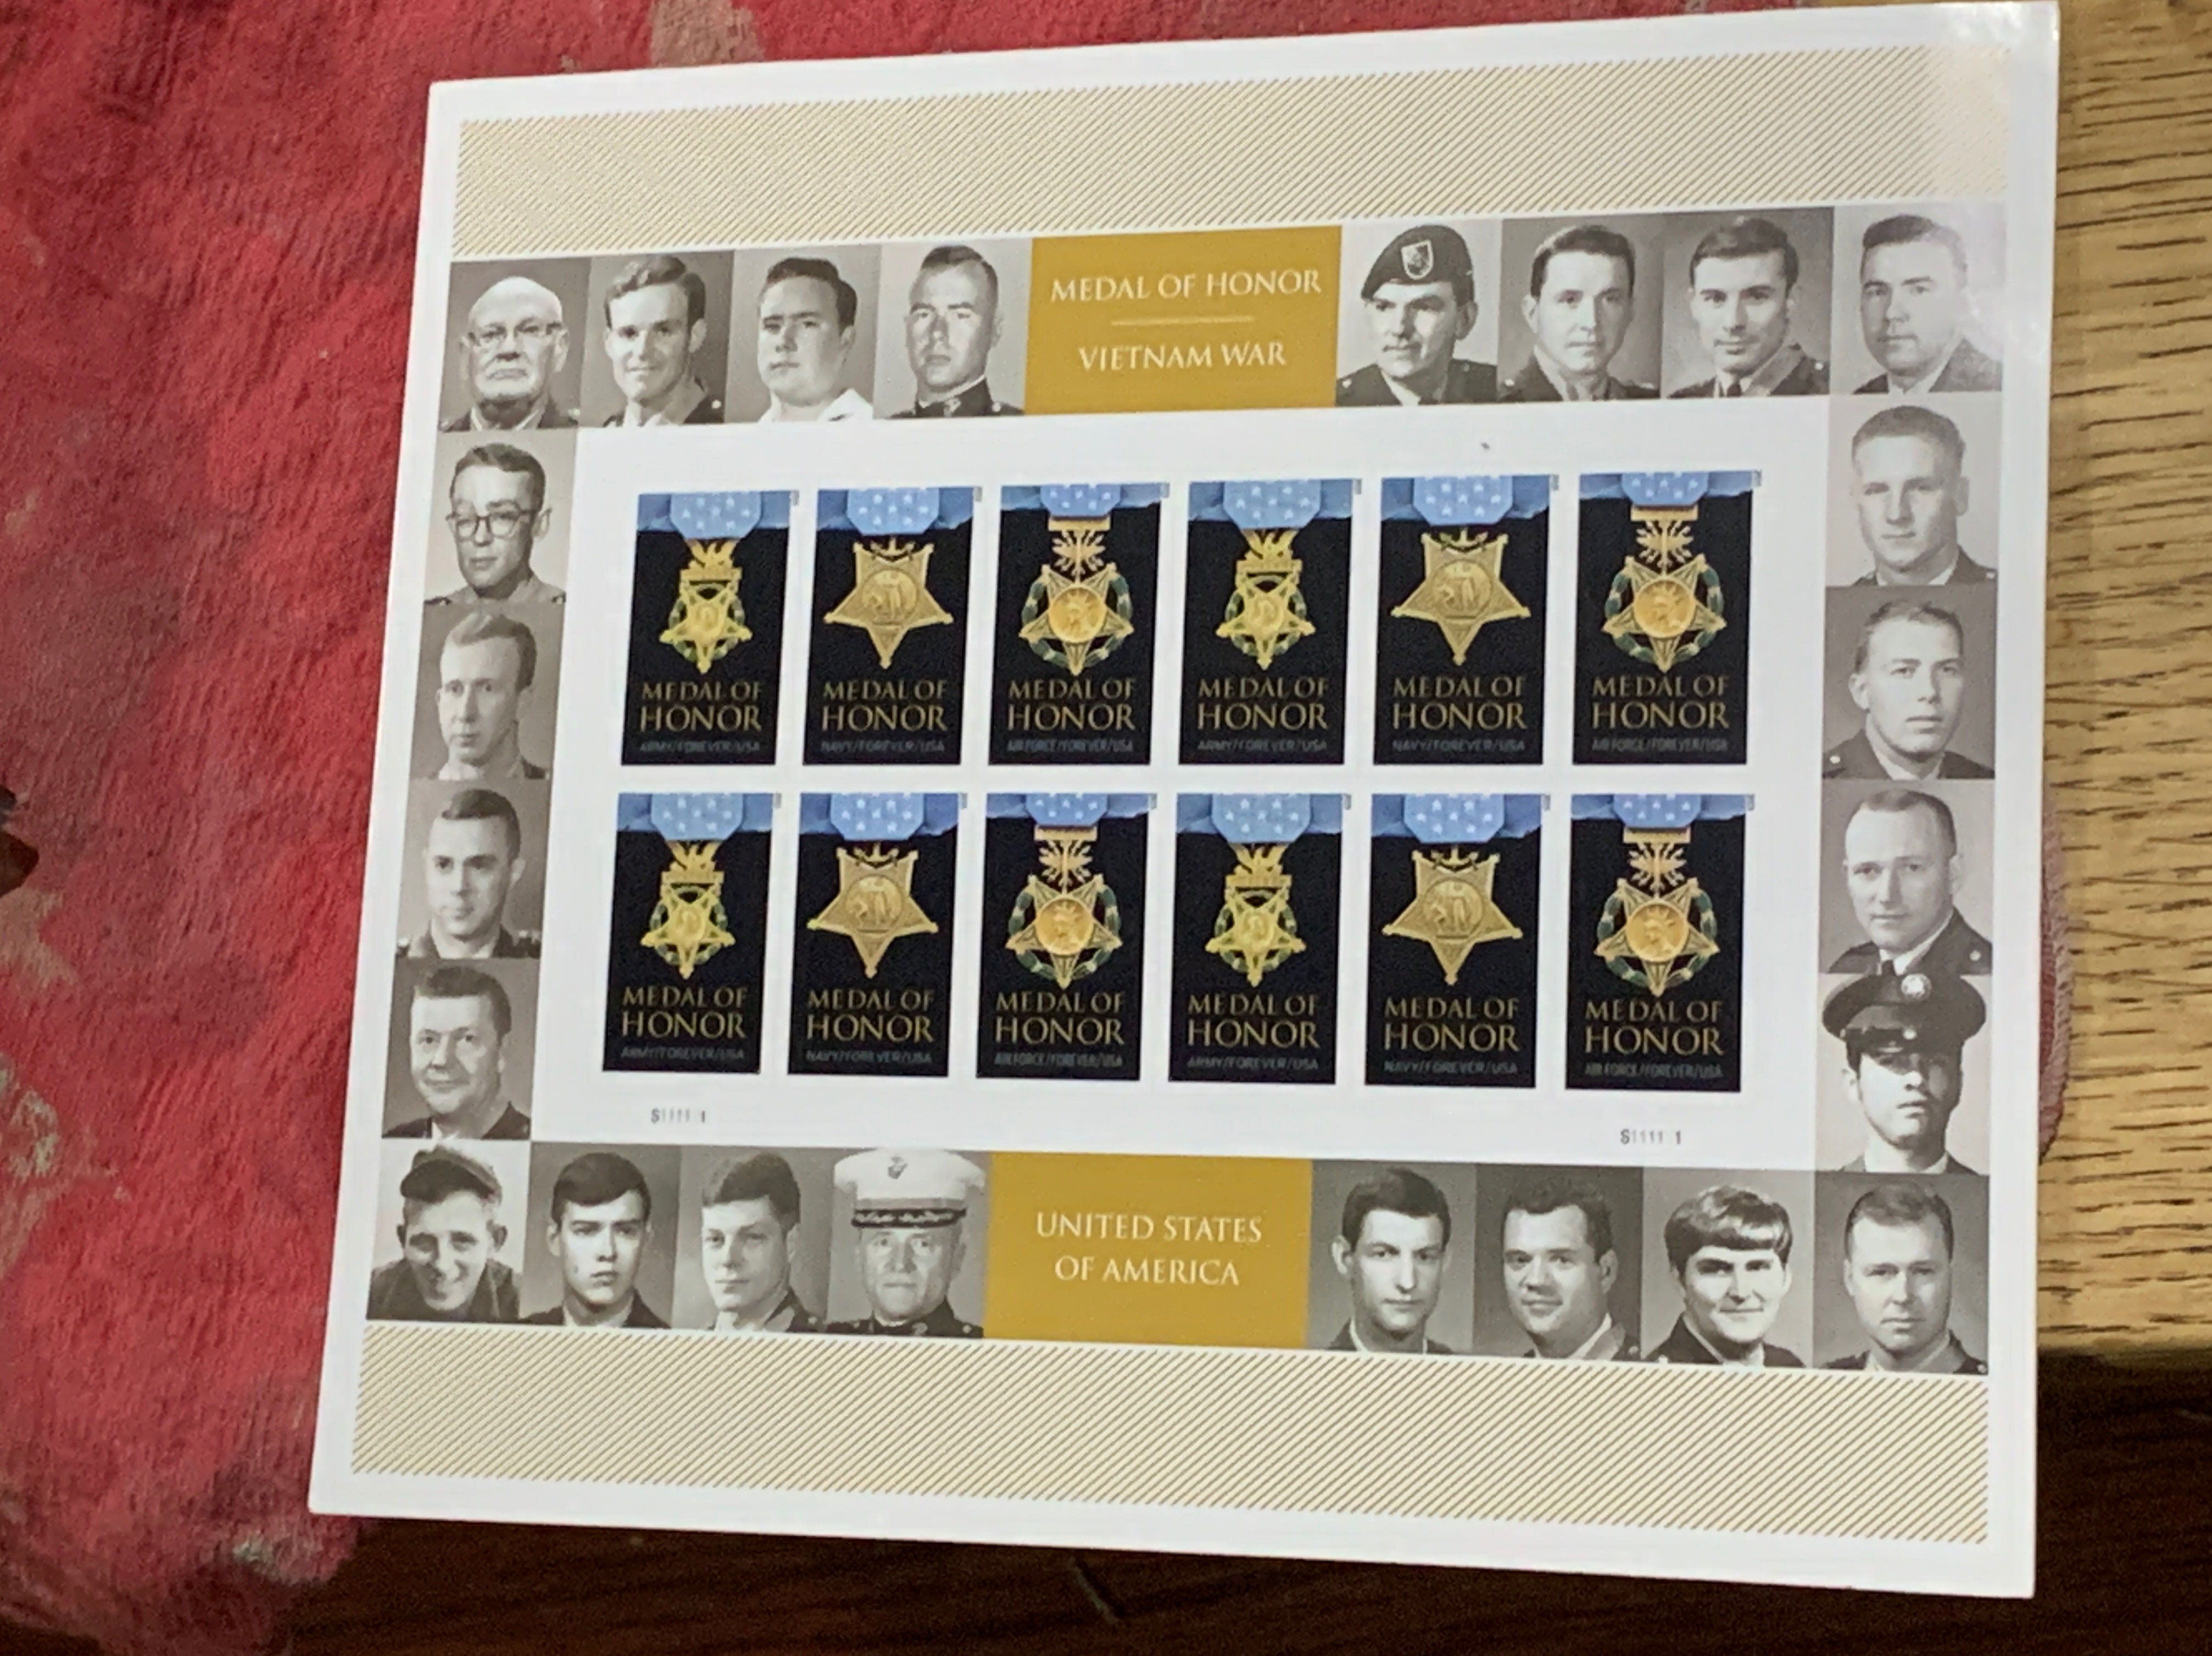 MEDAL OF HONOR
VIETNAM WAR
MEDAL OF
HONOR
ARMY/FOREVER/USA
MEDAL OF
HONOR
NAVY/FOREVER/USA
MEDAL OF
HONOR
AIR FORCE/FOREVER/USA
MEDAL OF
HONOR
ARMY/FOREVER/USA
MEDAL OF
HONOR
NAVY/FOREVER/USA
MEDAL OF
HONOR
AIR FORCE/FOREVER/USA
MEDAL OF
HONOR
ARMY/FOREVER/USA
MEDAL OF
HONOR
NAVY/FOREVER/USA
MEDAL OF
HONOR
AIR FORCE/FOREVER/USA
MEDAL OF
HONOR
ARMY/FOREVER/USA
MEDAL OF
HONOR
NAVY/FOREVER/USA
MEDAL OF
HONOR
AIR FORCE/FOREVER/USA
S1111 1
S1111 1
UNITED STATES
OF AMERICA